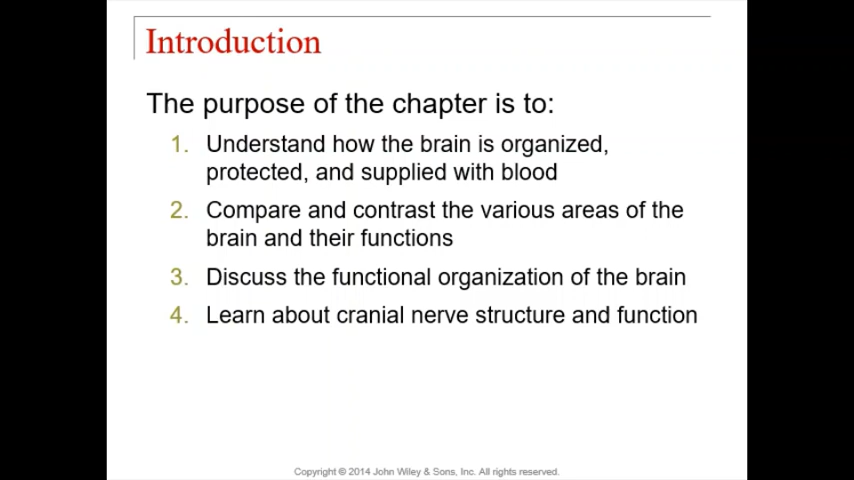 Introduction
The purpose of the chapter is to:
1. Understand how the brain is organized,
protected, and supplied with blood
2. Compare and contrast the various areas of the
brain and their functions
3. Discuss the functional organization of the brain
4. Learn about cranial nerve structure and function
Copyright © 2014 John Wiley & Sons, Inc. All rights reserved.